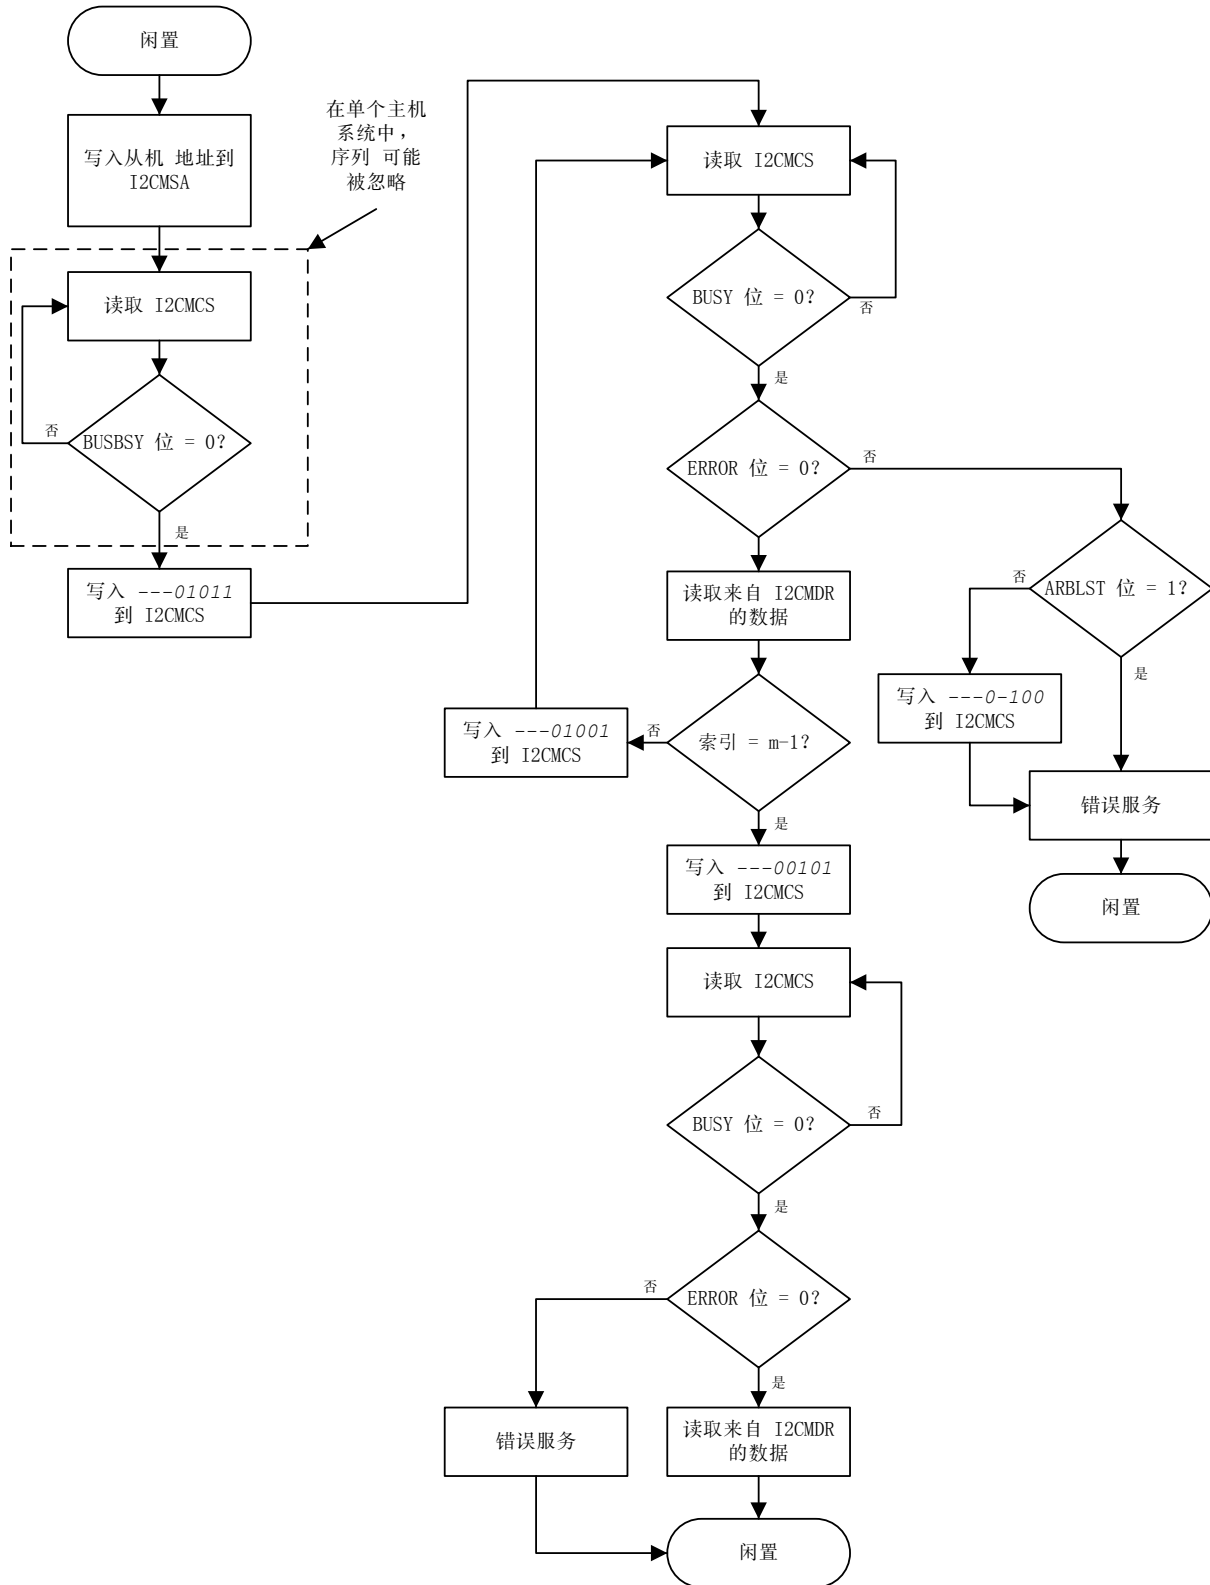 闲置
写入从机 地址到
I2CMSA
在单个主机
系统中，
序列 可能
被忽略
读取 I2CMCS
BUSBSY 位 = 0？
否
是
写入 ---01011
到 I2CMCS
读取 I2CMCS
BUSY 位 = 0？
否
是
ERROR 位 = 0？
否
读取来自 I2CMDR
的数据
ARBLST 位 = 1？
否
是
写入 ---0-100
到 I2CMCS
错误服务
闲置
索引 = m-1？
否
写入 ---01001
到 I2CMCS
是
写入 ---00101
到 I2CMCS
读取 I2CMCS
BUSY 位 = 0？
否
是
ERROR 位 = 0？
否
是
错误服务
读取来自 I2CMDR
的数据
闲置